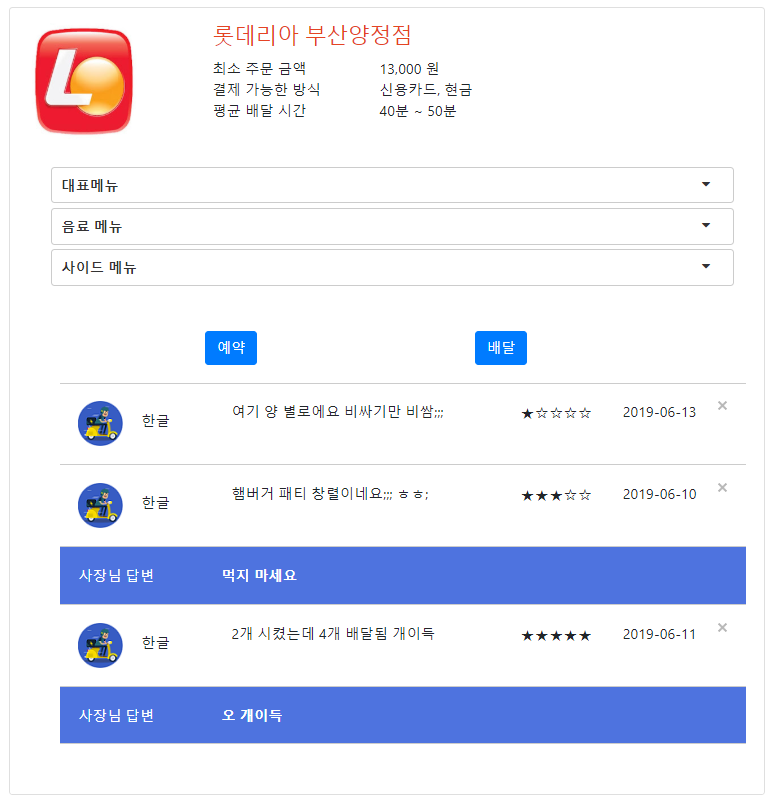 롯데리아 부산양정점
최소 주문 금액 13,000 원
결제 가능한 방식 신용카드, 현금
평균 배달 시간 40분 ~ 50분
대표메뉴
음료 메뉴
사이드 메뉴
예약 배달
한글 여기 양 별로에요 비싸기만 비쌈;;; ★☆☆☆☆ 2019-06-13 ×
한글 햄버거 패티 창렬이네요;;; ㅎㅎ; ★★★☆☆ 2019-06-10 ×
사장님 답변 먹지 마세요
한글 2개 시켰는데 4개 배달됨 개이득 ★★★★★ 2019-06-11 ×
사장님 답변 오 개이득